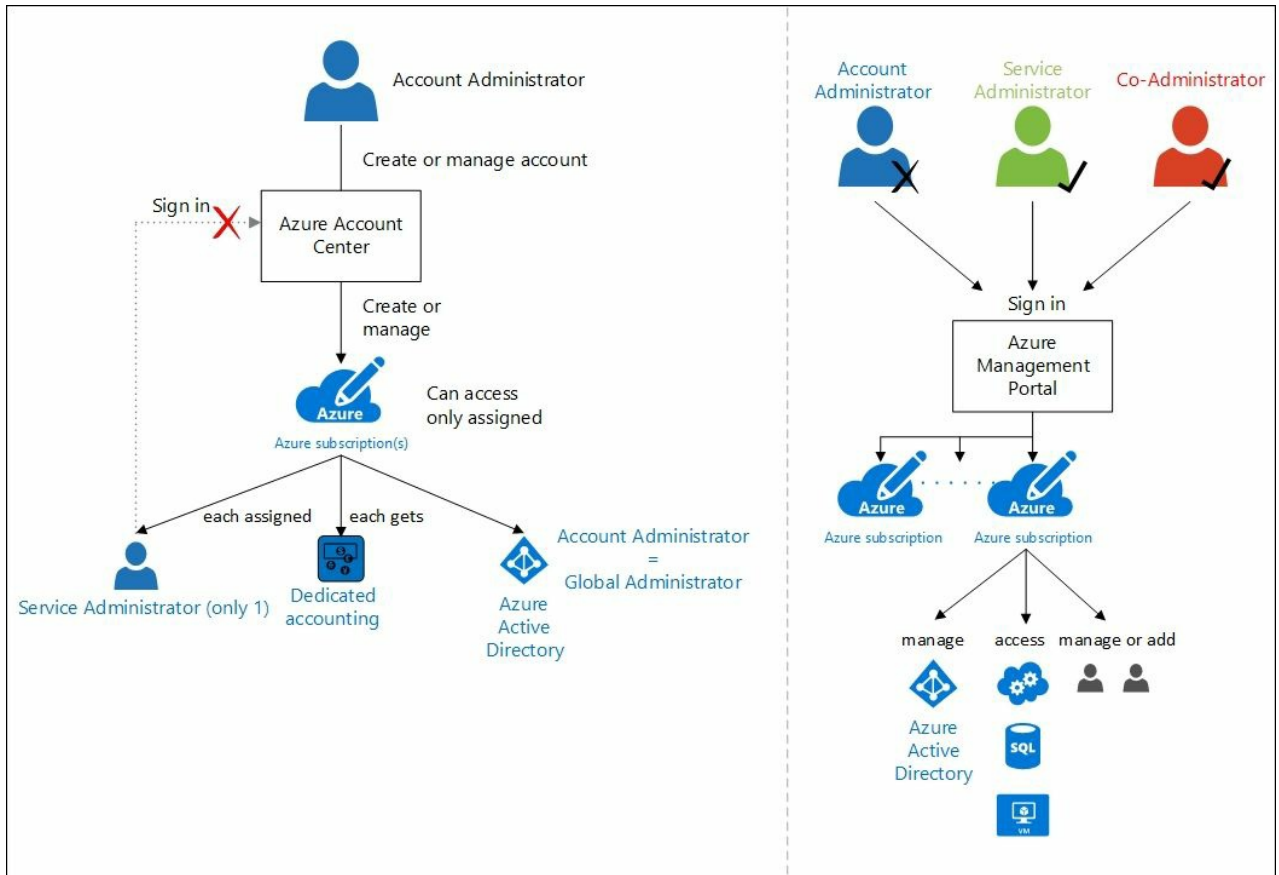 Account Administrator
Create or manage account
Sign in
Azure Account
Center
Create or
manage
Can access
only assigned
Azure
Azure subscription(s)
each assigned
each gets
Service Administrator (only 1)
Dedicated
accounting
Azure
Active
Directory
Account Administrator
=
Global Administrator
Account
Administrator
Service
Administrator
Co-Administrator
Sign in
Azure
Management
Portal
Azure
Azure subscription
Azure
Azure subscription
manage
access
manage or add
Azure
Active
Directory
SQL
VM